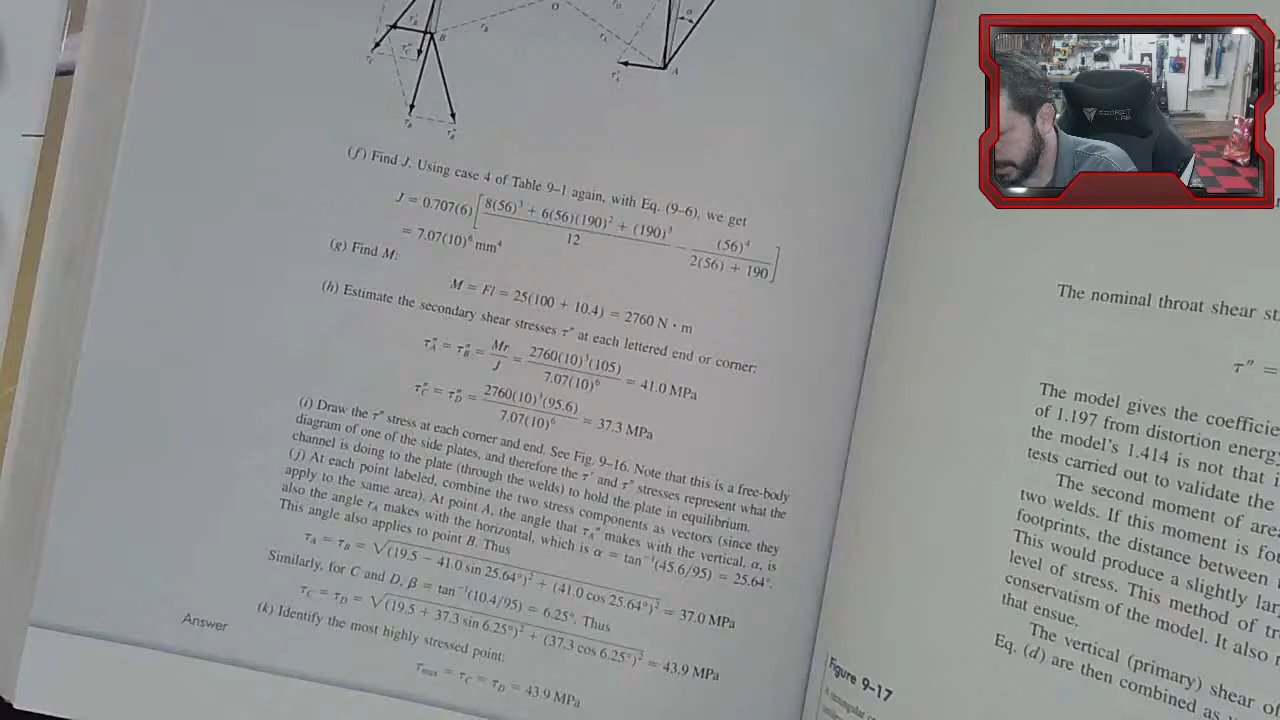 O
B
A
(f) Find J. Using case 4 of Table 9–1 again, with Eq. (9–6), we get
J = 0.707(6) [ 8(56)³ + 6(56)(190)² + (190)³ / 12 − (56)⁴ / 2(56) + 190 ]
= 7.07(10)⁶ mm⁴
(g) Find M:
M = Fl = 25(100 + 10.4) = 2760 N · m
(h) Estimate the secondary shear stresses τ″ at each lettered end or corner:
τ″A = τ″B = Mr / J = 2760(10)³(105) / 7.07(10)⁶ = 41.0 MPa
τ″C = τ″D = 2760(10)³(95.6) / 7.07(10)⁶ = 37.3 MPa
(i) Draw the τ″ stress at each corner and end. See Fig. 9–16. Note that this is a free-body
diagram of one of the side plates, and therefore the τ′ and τ″ stresses represent what the
channel is doing to the plate (through the welds) to hold the plate in equilibrium.
(j) At each point labeled, combine the two stress components as vectors (since they
apply to the same area). At point A, the angle that τA″ makes with the vertical, α, is
also the angle rA makes with the horizontal, which is α = tan⁻¹(45.6/95) = 25.64°.
This angle also applies to point B. Thus
τA = τB = √(19.5 − 41.0 sin 25.64°)² + (41.0 cos 25.64°)² = 37.0 MPa
Similarly, for C and D, β = tan⁻¹(10.4/95) = 6.25°. Thus
τC = τD = √(19.5 + 37.3 sin 6.25°)² + (37.3 cos 6.25°)² = 43.9 MPa
(k) Identify the most highly stressed point:
Answer
τmax = τC = τD = 43.9 MPa
The nominal throat shear
τ″ =
The model gives the
of 1.197 from distortion
the model's 1.414 is not that
tests carried out to validate the
The second moment of
two welds. If this moment is
footprints, the distance between
This would produce a slightly
level of stress. This method of
conservatism of the model. It also
that ensue.
The vertical (primary) shear
Eq. (d) are then combined as
Figure 9–17
A rectangular
SECRET
LAB